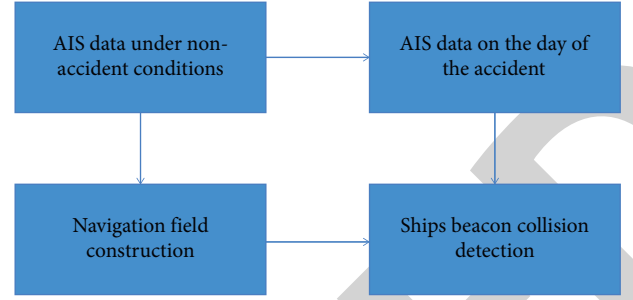 AIS data under non-
accident conditions
AIS data on the day of
the accident
Navigation field
construction
Ships beacon collision
detection